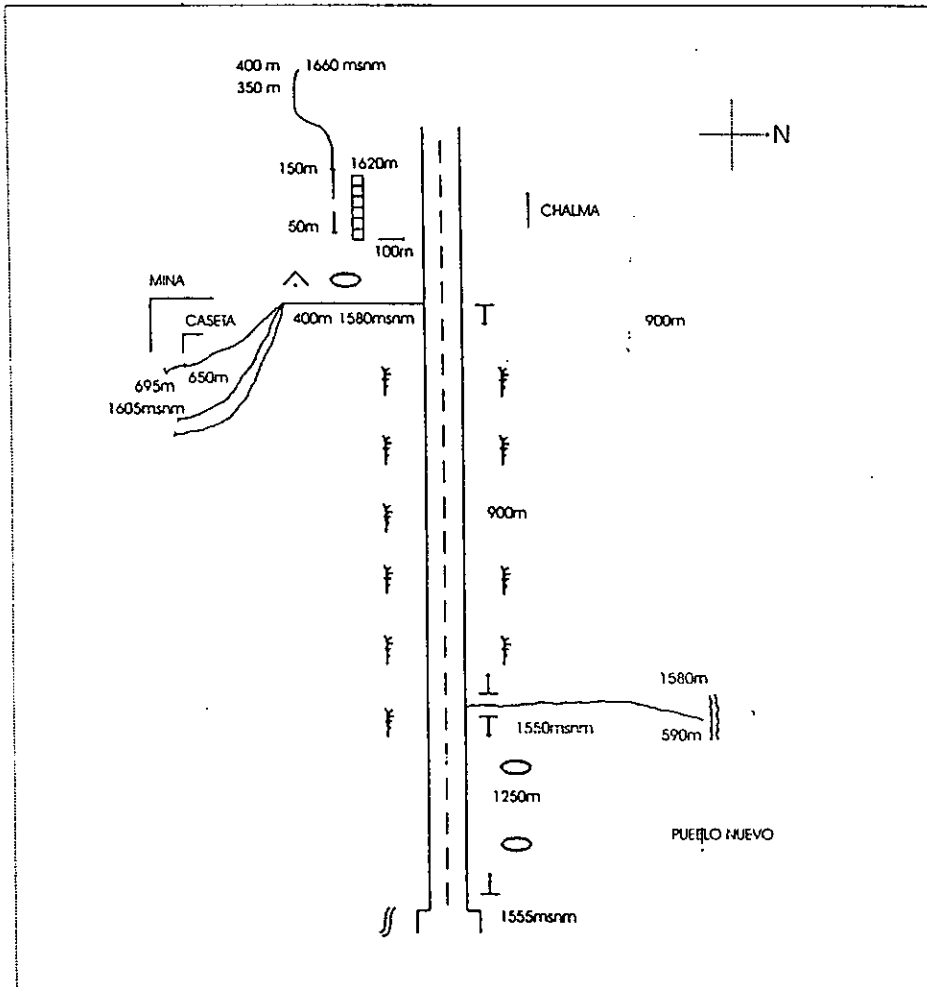 400 m 1660 msnm
350 m
N
150m 1620m
CHALMA
50m
100m
MINA
CASETA
400m 1580msnm
900m
695m 650m
1605msnm
900m
1580m
1550msnm 590m
1250m
PUEBLO NUEVO
1555msnm